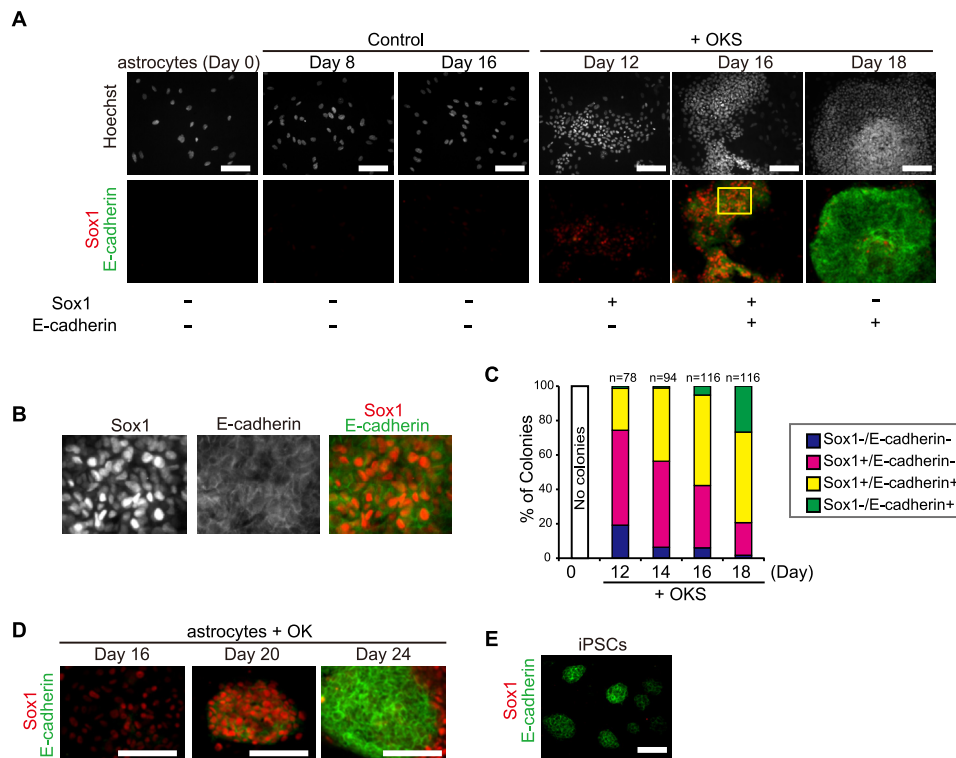 A
Control
+ OKS
astrocytes (Day 0)
Day 8
Day 16
Day 12
Day 16
Day 18
Hoechst
Sox1
E-cadherin
Sox1 - - - + + -
E-cadherin - - - - + +
B
Sox1
E-cadherin
Sox1
E-cadherin
C
n=78 n=94 n=116 n=116
% of Colonies
100
80
60
40
20
0
No colonies
0 12 14 16 18 (Day)
+ OKS
Sox1-/E-cadherin-
Sox1+/E-cadherin-
Sox1+/E-cadherin+
Sox1-/E-cadherin+
D
astrocytes + OK
Day 16
Day 20
Day 24
Sox1
E-cadherin
E
iPSCs
Sox1
E-cadherin